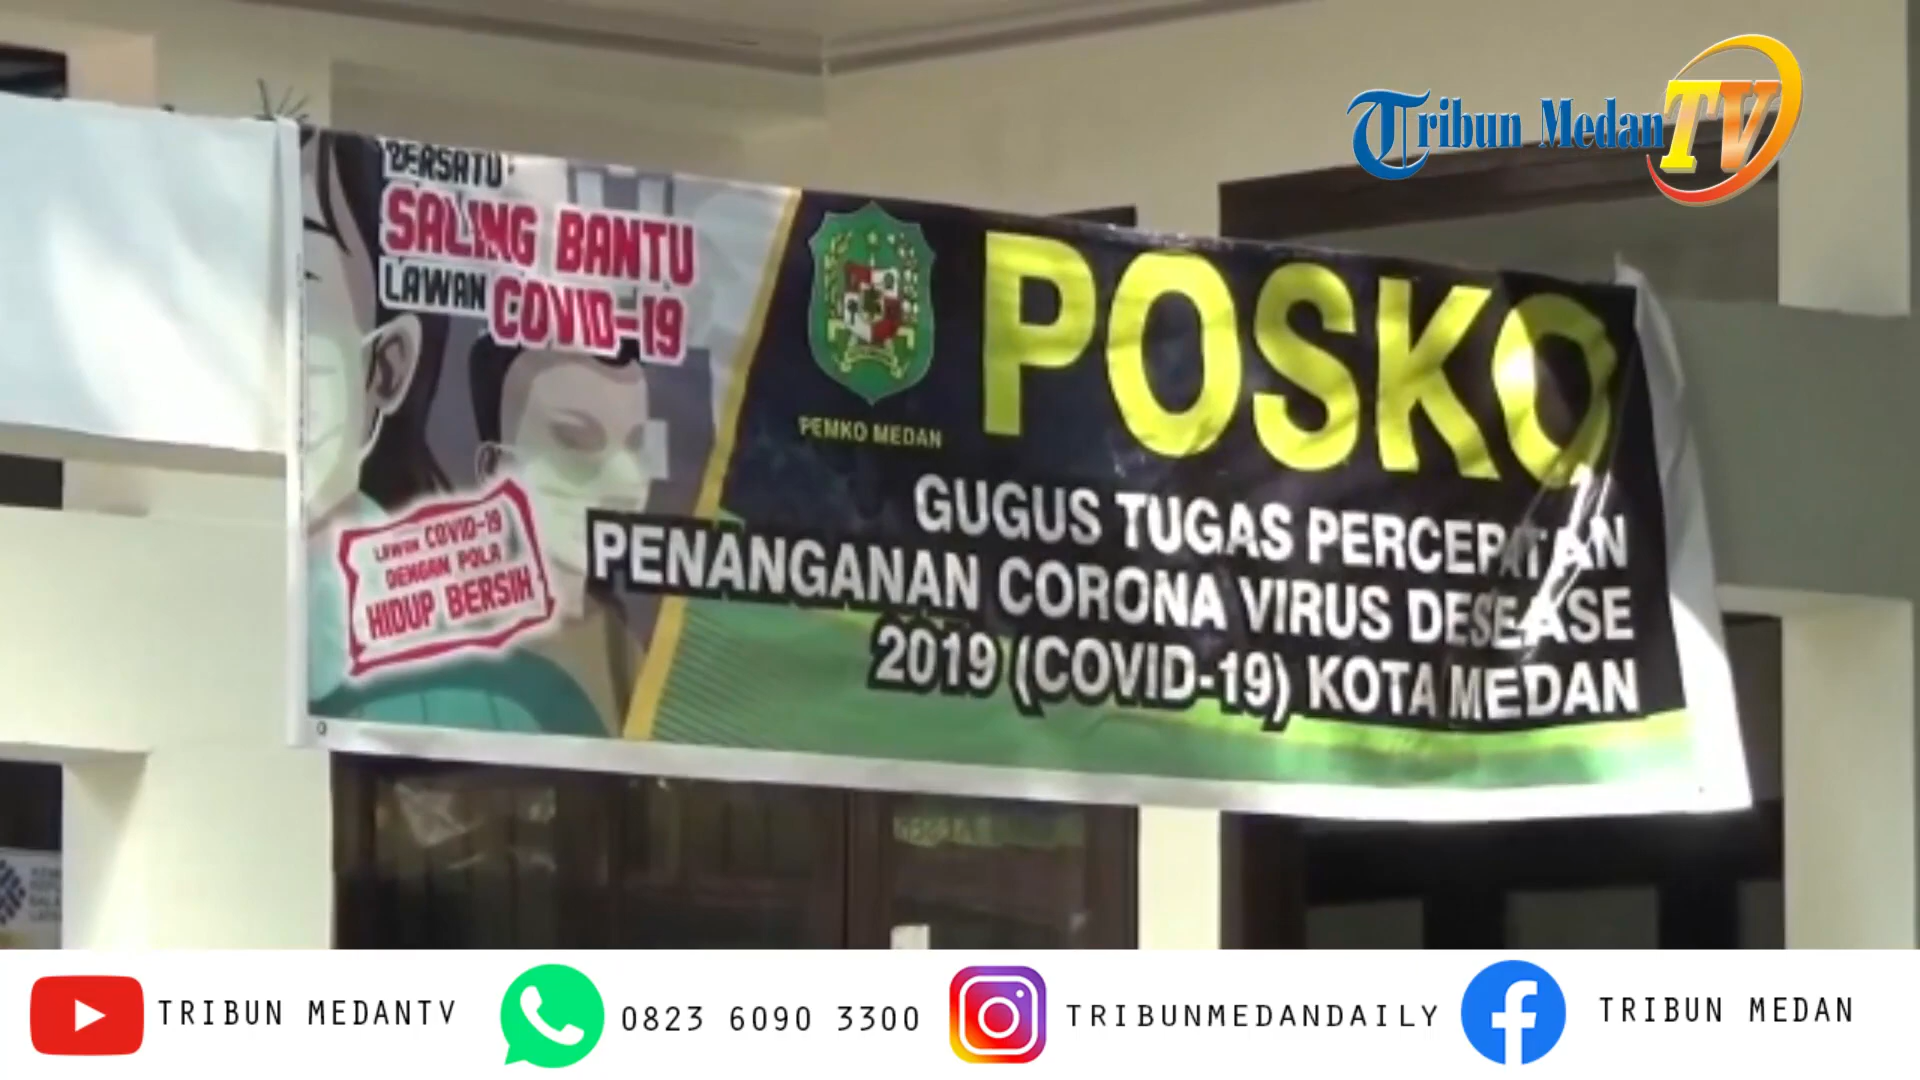 Tribun Medan TV
BERSATU
SALING BANTU
LAWAN COVID-19
LAWAN COVID-19
DENGAN POLA
HIDUP BERSIH
PEMKO MEDAN
POSKO
GUGUS TUGAS PERCEPATAN
PENANGANAN CORONA VIRUS DESEASE
2019 (COVID-19) KOTA MEDAN
TRIBUN MEDANTV
0823 6090 3300
TRIBUNMEDANDAILY
TRIBUN MEDAN